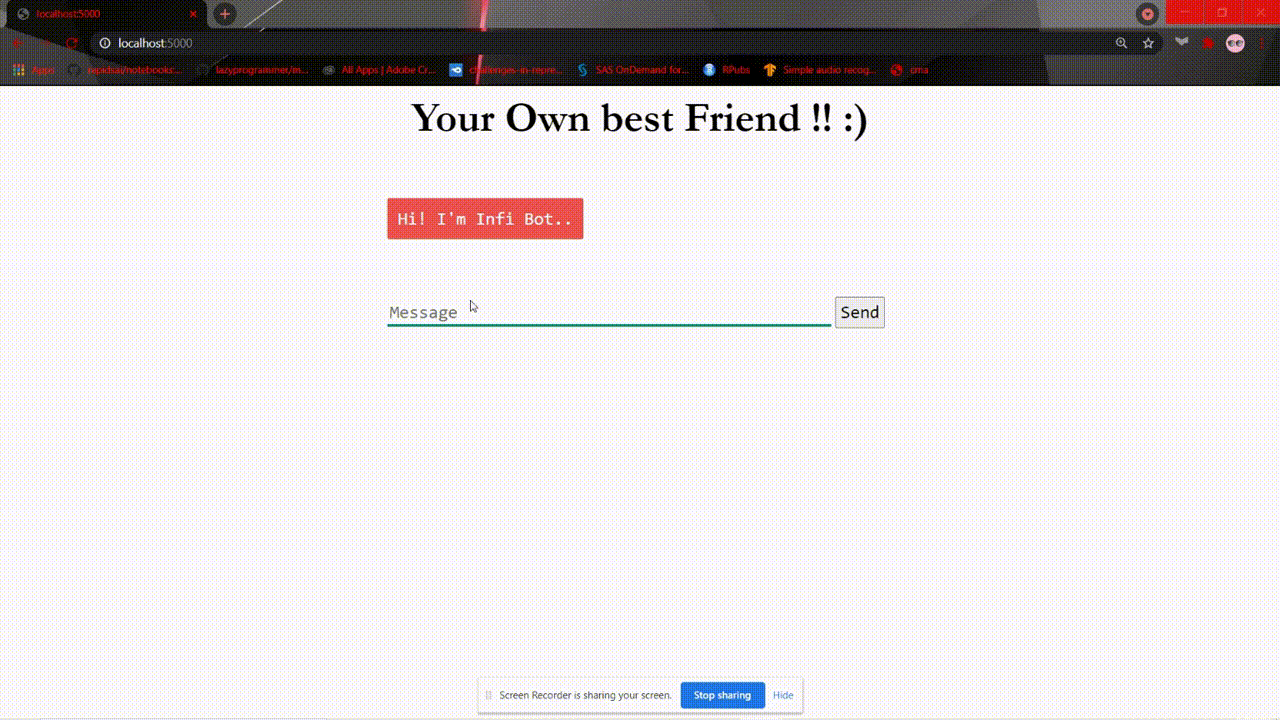 localhost:5000
localhost:5000
Apps rapidsai/notebooks:... lazyprogrammer/m... All Apps | Adobe Cr... challenges-in-repre... SAS OnDemand for... RPubs Simple audio recog... oma
Your Own best Friend !! :)
Hi! I'm Infi Bot..
Message
Send
Screen Recorder is sharing your screen. Stop sharing Hide